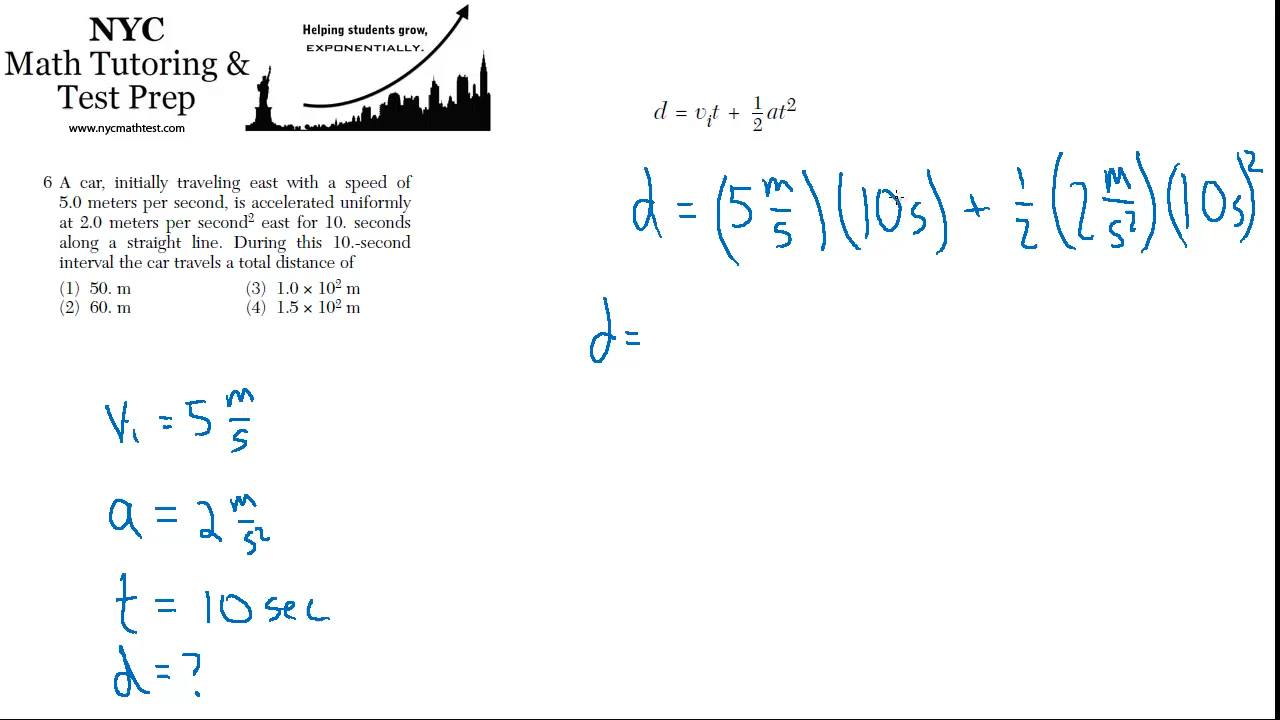 NYC
Math Tutoring &
Test Prep
www.nycmathtest.com
Helping students grow,
EXPONENTIALLY.
6 A car, initially traveling east with a speed of
5.0 meters per second, is accelerated uniformly
at 2.0 meters per second² east for 10. seconds
along a straight line. During this 10.-second
interval the car travels a total distance of
(1) 50. m (3) 1.0 × 10² m
(2) 60. m (4) 1.5 × 10² m
vᵢ = 5 m/s
a = 2 m/s²
t = 10 sec
d = ?
d = vᵢt + 1/2 at²
d = (5 m/s)(10s) + 1/2 (2 m/s²)(10s)²
d =